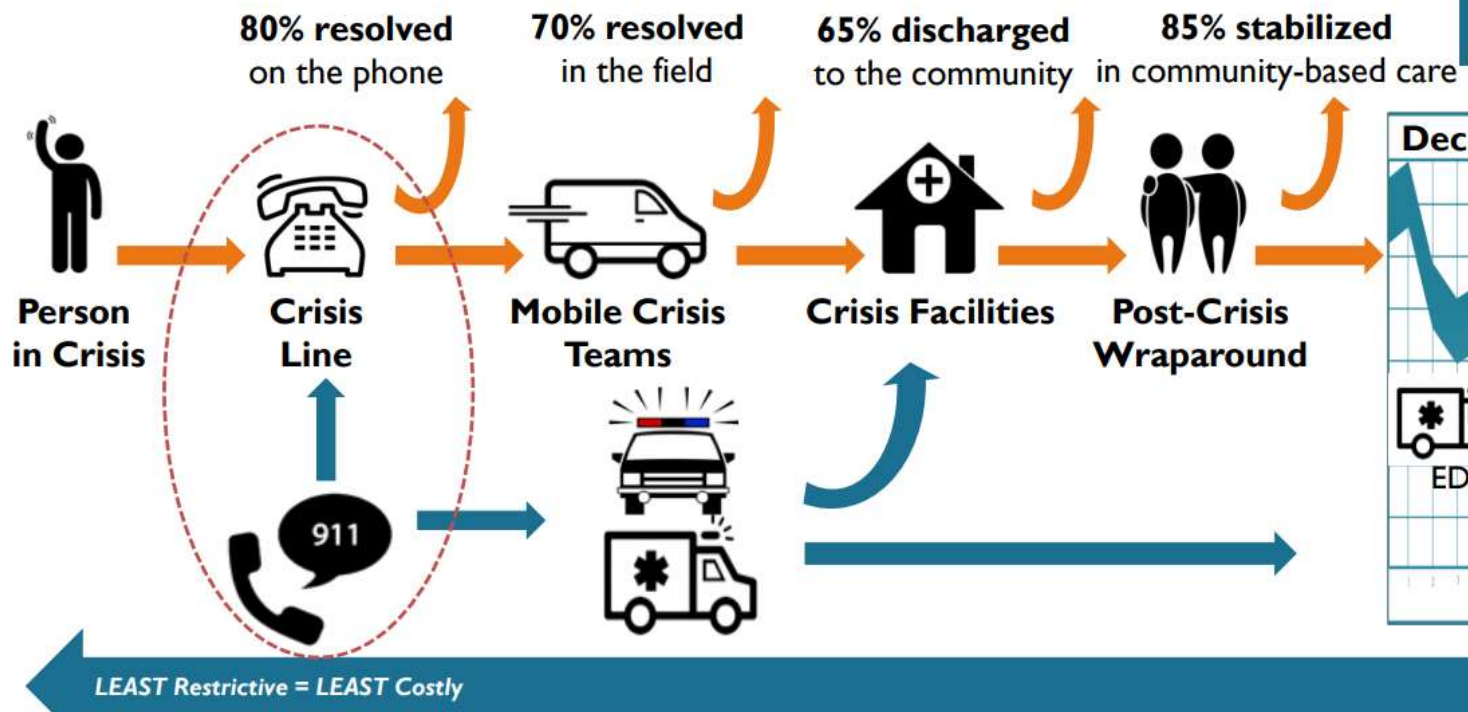 80% resolved
on the phone
70% resolved
in the field
65% discharged
to the community
85% stabilized
in community-based care
Dec
Person
in Crisis
Crisis
Line
Mobile Crisis
Teams
Crisis Facilities
Post-Crisis
Wraparound
911
ED
LEAST Restrictive = LEAST Costly